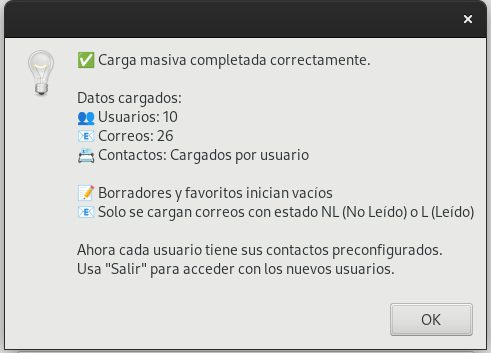 ✅ Carga masiva completada correctamente.
Datos cargados:
👥 Usuarios: 10
📧 Correos: 26
📇 Contactos: Cargados por usuario
📝 Borradores y favoritos inician vacíos
📧 Solo se cargan correos con estado NL (No Leído) o L (Leído)
Ahora cada usuario tiene sus contactos preconfigurados.
Usa "Salir" para acceder con los nuevos usuarios.
OK